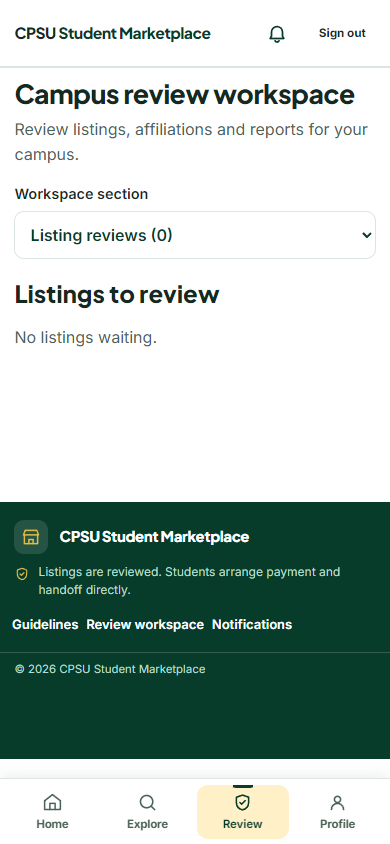 CPSU Student Marketplace
Sign out
Campus review workspace
Review listings, affiliations and reports for your
campus.
Workspace section
Listing reviews (0)
Listings to review
No listings waiting.
CPSU Student Marketplace
Listings are reviewed. Students arrange payment and
handoff directly.
Guidelines Review workspace Notifications
© 2026 CPSU Student Marketplace
Home Explore Review Profile